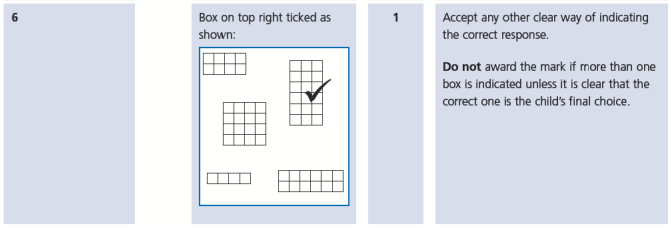 6
Box on top right ticked as
shown:
1
Accept any other clear way of indicating
the correct response.
Do not award the mark if more than one
box is indicated unless it is clear that the
correct one is the child's final choice.